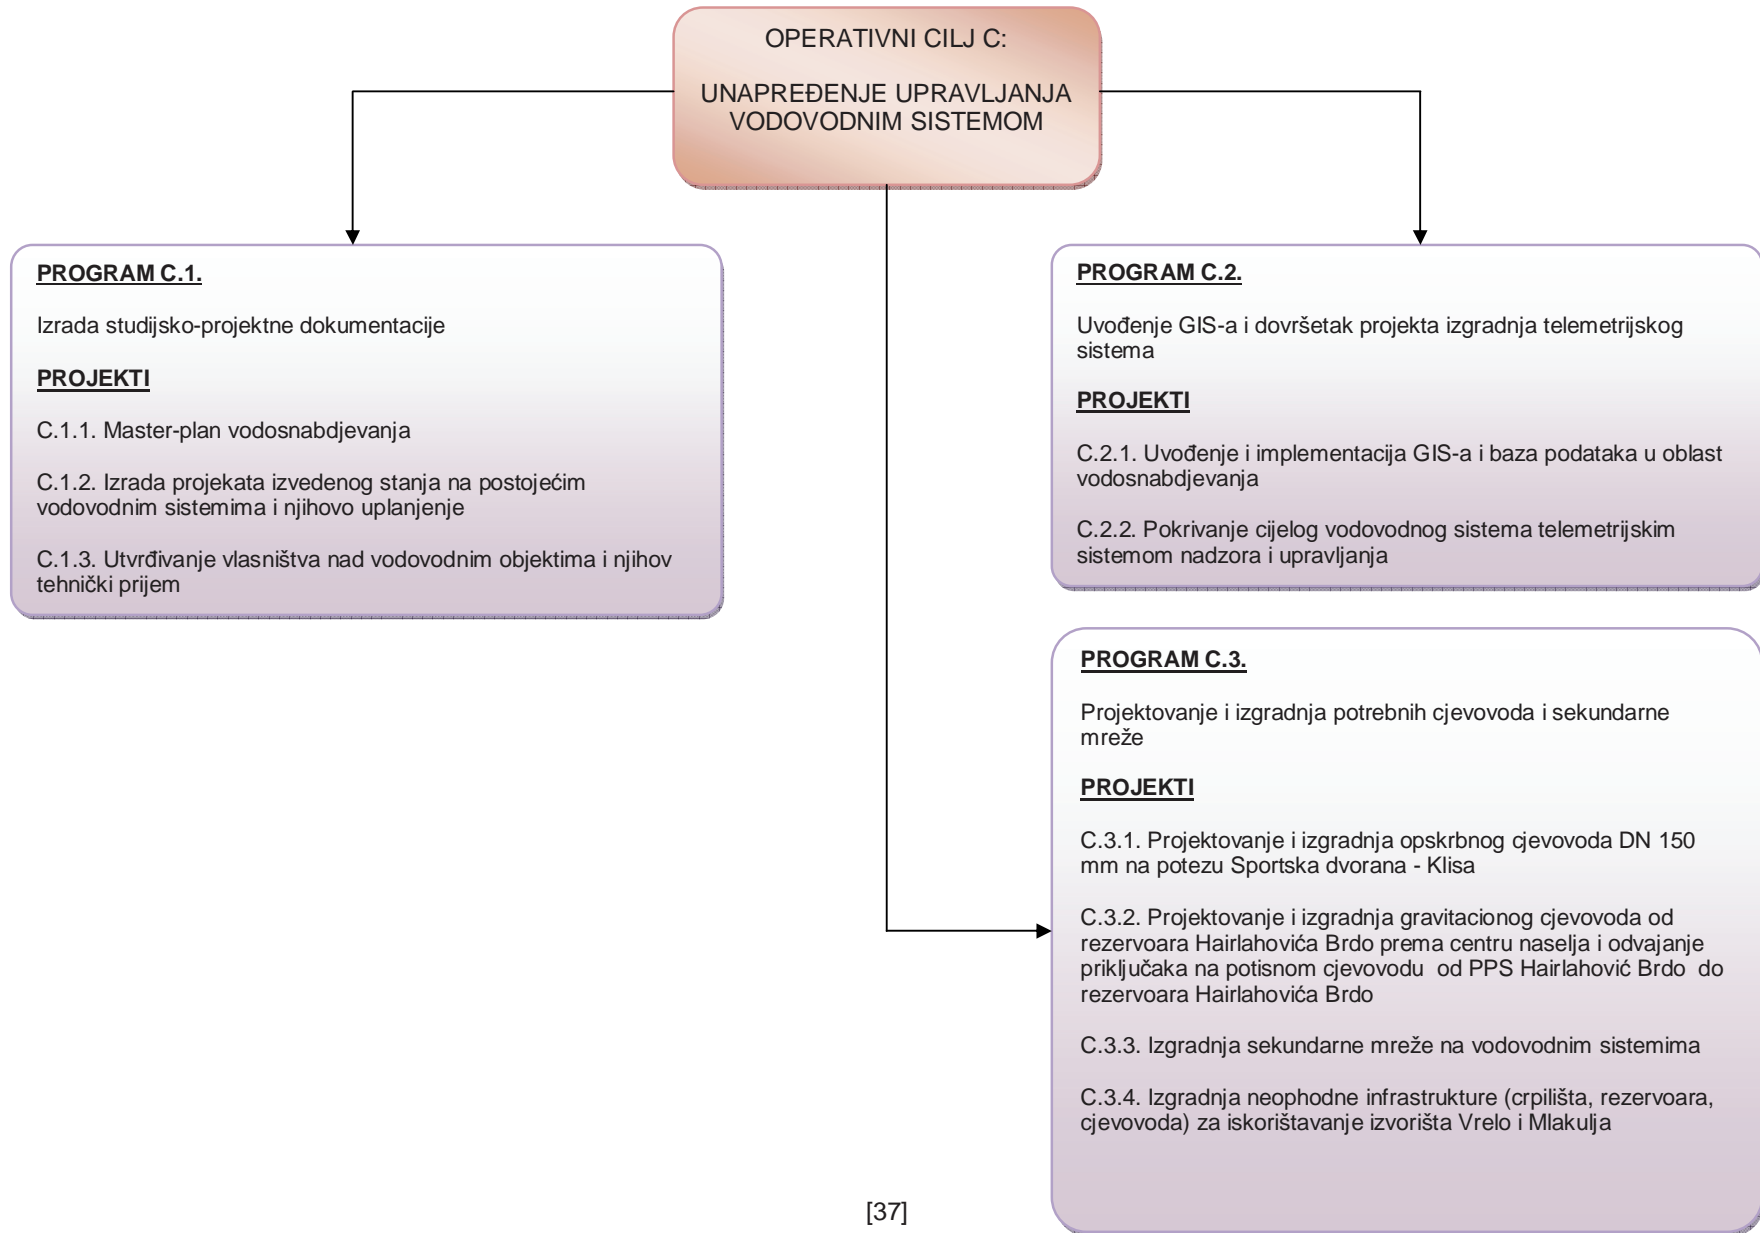 OPERATIVNI CILJ C:
UNAPREĐENJE UPRAVLJANJA
VODOVODNIM SISTEMOM
PROGRAM C.1.
Izrada studijsko-projektne dokumentacije
PROJEKTI
C.1.1. Master-plan vodosnabdjevanja
C.1.2. Izrada projekata izvedenog stanja na postojećim
vodovodnim sistemima i njihovo uplanjenje
C.1.3. Utvrđivanje vlasništva nad vodovodnim objektima i njihov
tehnički prijem
PROGRAM C.2.
Uvođenje GIS-a i dovršetak projekta izgradnja telemetrijskog
sistema
PROJEKTI
C.2.1. Uvođenje i implementacija GIS-a i baza podataka u oblast
vodosnabdjevanja
C.2.2. Pokrivanje cijelog vodovodnog sistema telemetrijskim
sistemom nadzora i upravljanja
PROGRAM C.3.
Projektovanje i izgradnja potrebnih cjevovoda i sekundarne
mreže
PROJEKTI
C.3.1. Projektovanje i izgradnja opskrbnog cjevovoda DN 150
mm na potezu Sportska dvorana - Klisa
C.3.2. Projektovanje i izgradnja gravitacionog cjevovoda od
rezervoara Hairlahovića Brdo prema centru naselja i odvajanje
priključaka na potisnom cjevovodu  od PPS Hairlahović Brdo  do
rezervoara Hairlahovića Brdo
C.3.3. Izgradnja sekundarne mreže na vodovodnim sistemima
C.3.4. Izgradnja neophodne infrastrukture (crpilišta, rezervoara,
cjevovoda) za iskorištavanje izvorišta Vrelo i Mlakulja
[37]